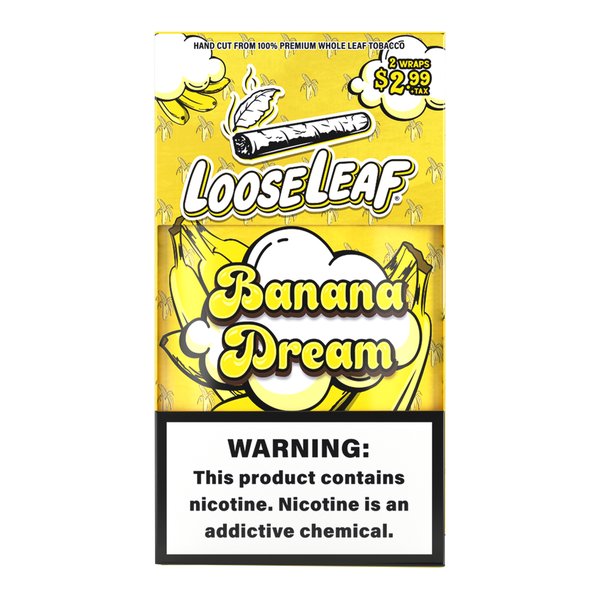 HAND CUT FROM 100% PREMIUM WHOLE LEAF TOBACCO
2 WRAPS
$2.99
+TAX
LOOSELEAF®
Banana
Dream
WARNING:
This product contains
nicotine. Nicotine is an
addictive chemical.